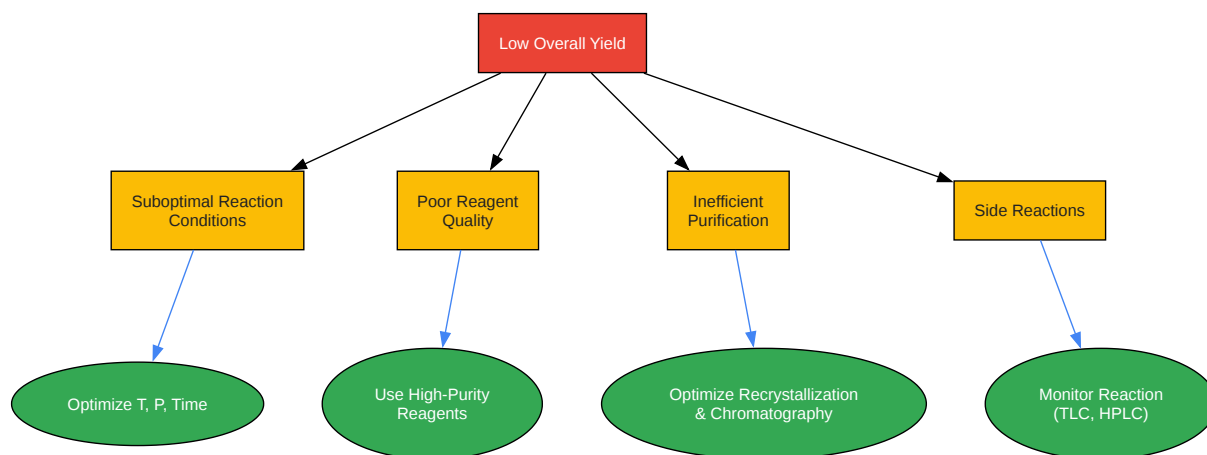 Low Overall Yield
Suboptimal Reaction
Conditions
Poor Reagent
Quality
Inefficient
Purification
Side Reactions
Optimize T, P, Time
Use High-Purity
Reagents
Optimize Recrystallization
& Chromatography
Monitor Reaction
(TLC, HPLC)